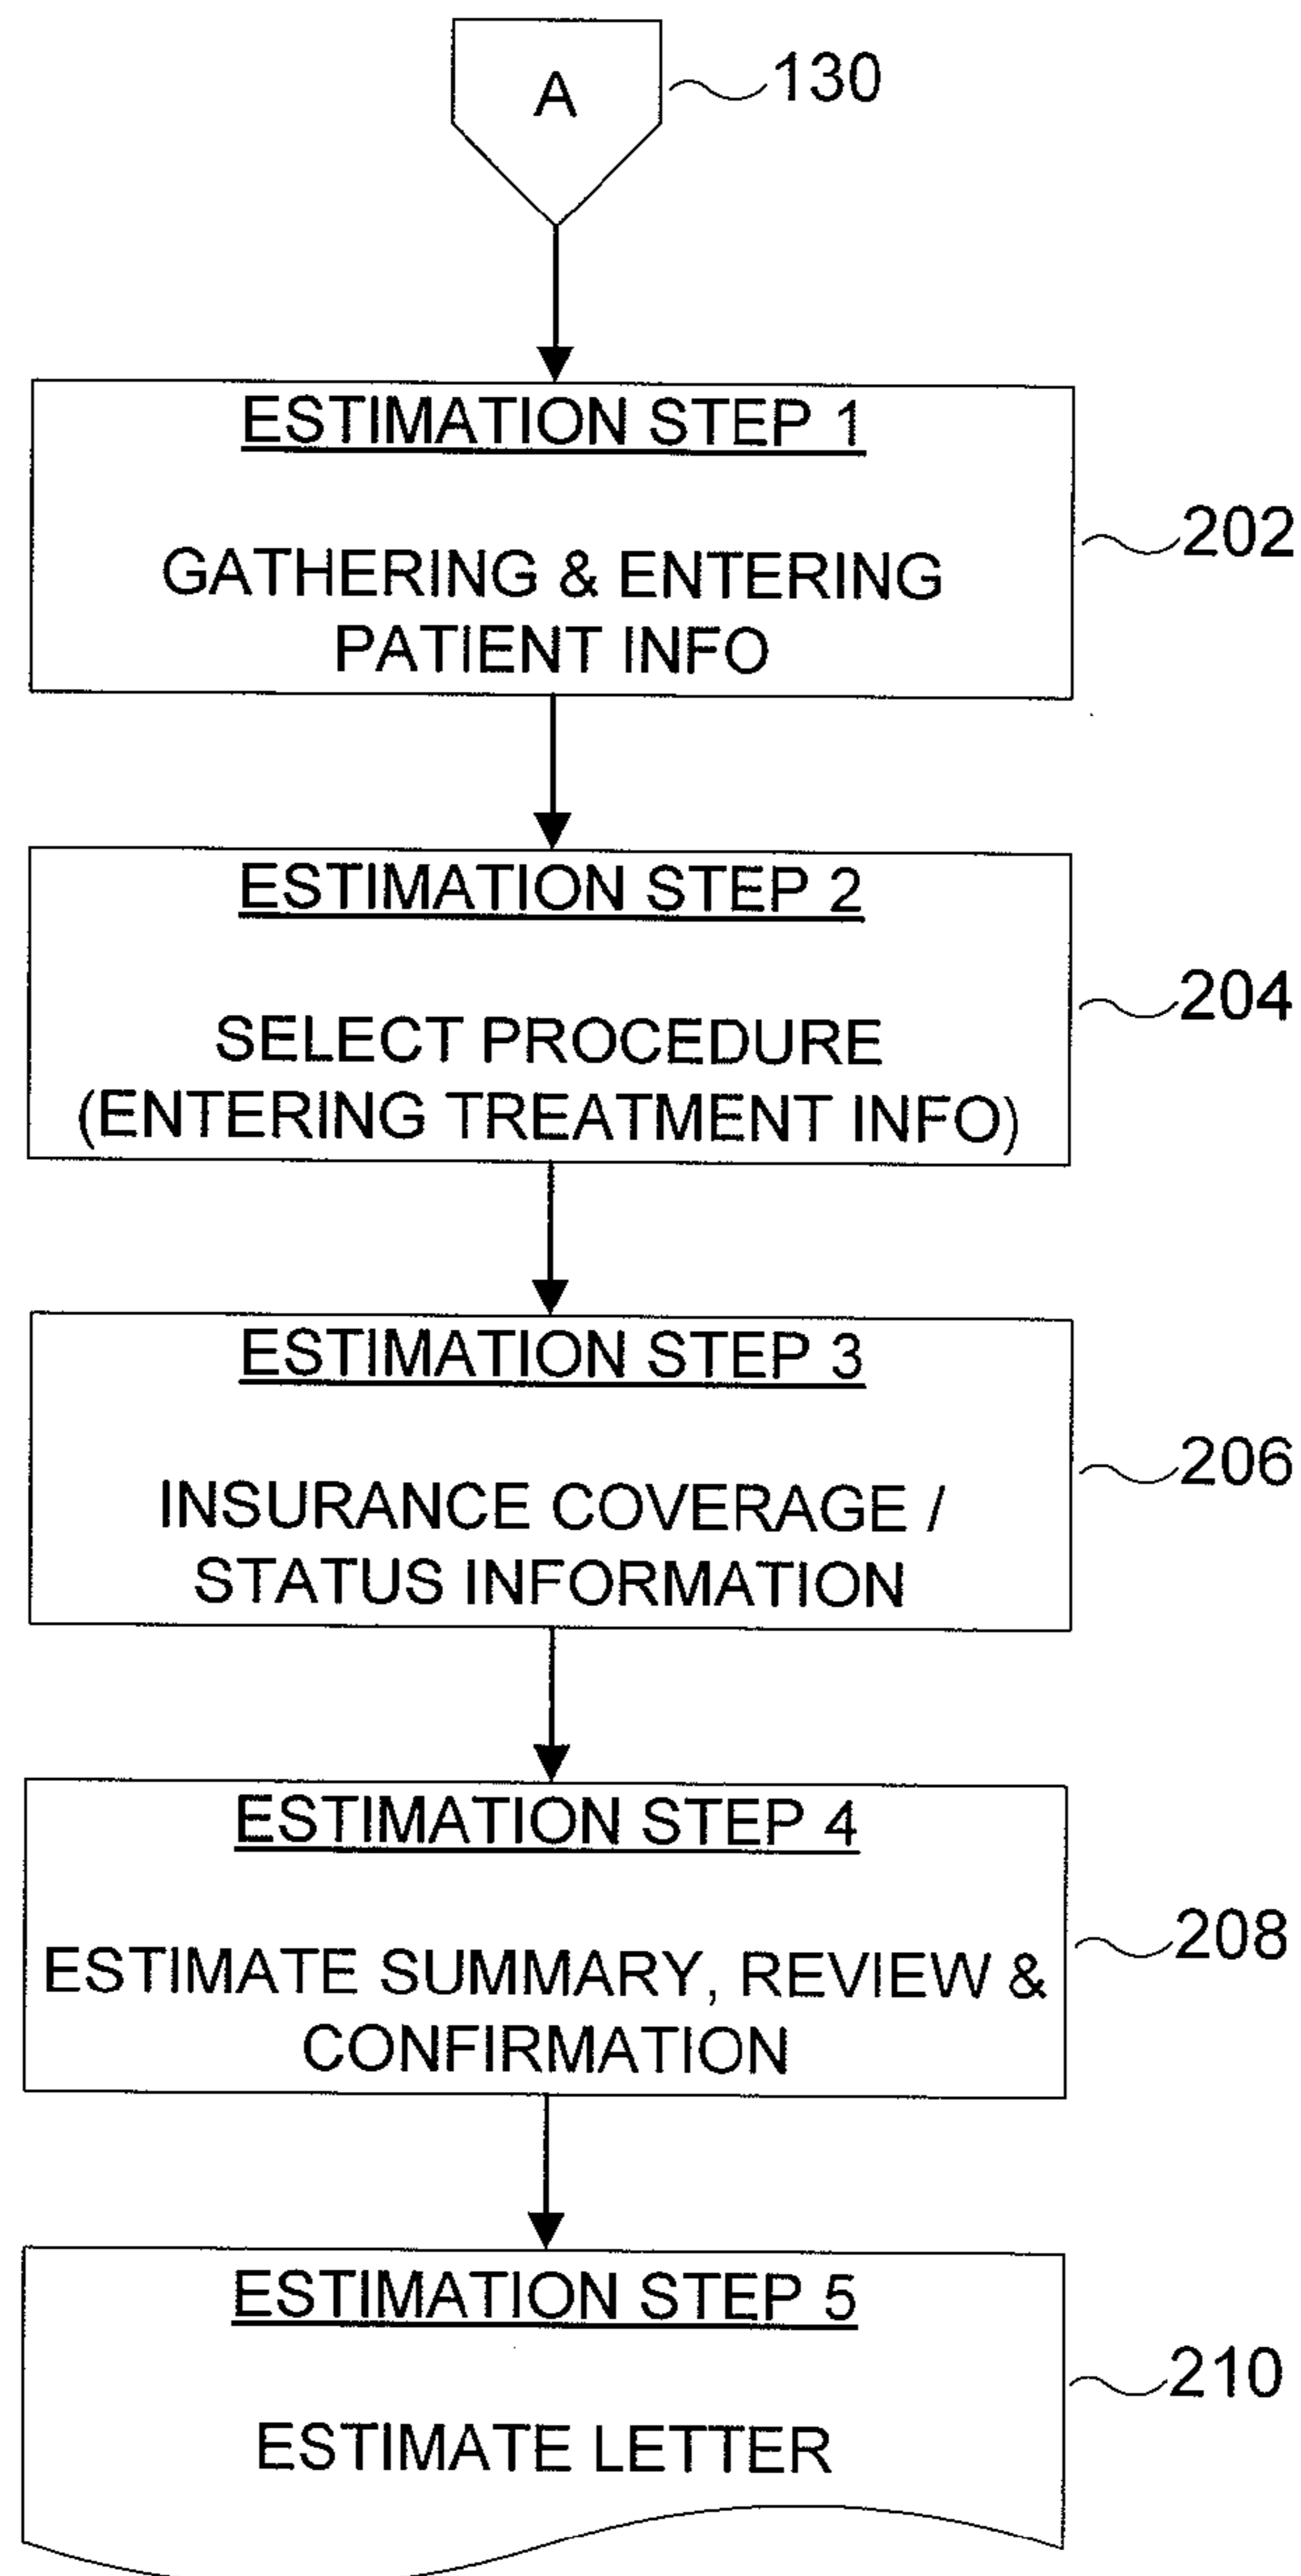 A
130
ESTIMATION STEP 1
GATHERING & ENTERING
PATIENT INFO
202
ESTIMATION STEP 2
SELECT PROCEDURE
(ENTERING TREATMENT INFO)
204
ESTIMATION STEP 3
INSURANCE COVERAGE /
STATUS INFORMATION
206
ESTIMATION STEP 4
ESTIMATE SUMMARY, REVIEW &
CONFIRMATION
208
ESTIMATION STEP 5
ESTIMATE LETTER
210